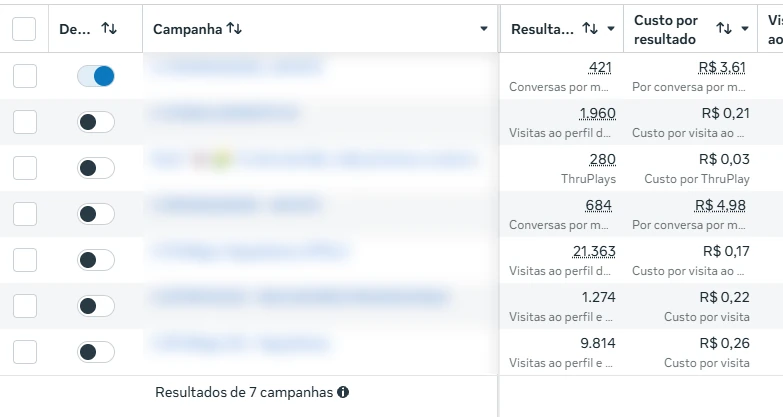 De...
Campanha
Resulta...
Custo por
resultado
Vi
ao
421
R$ 3,61
Conversas por m...
Por conversa por m...
1.960
R$ 0,21
Visitas ao perfil d...
Custo por visita ao ...
280
R$ 0,03
ThruPlays
Custo por ThruPlay
684
R$ 4,98
Conversas por m...
Por conversa por m...
21.363
R$ 0,17
Visitas ao perfil d...
Custo por visita ao ...
1.274
R$ 0,22
Visitas ao perfil e ...
Custo por visita
9.814
R$ 0,26
Visitas ao perfil e ...
Custo por visita
Resultados de 7 campanhas